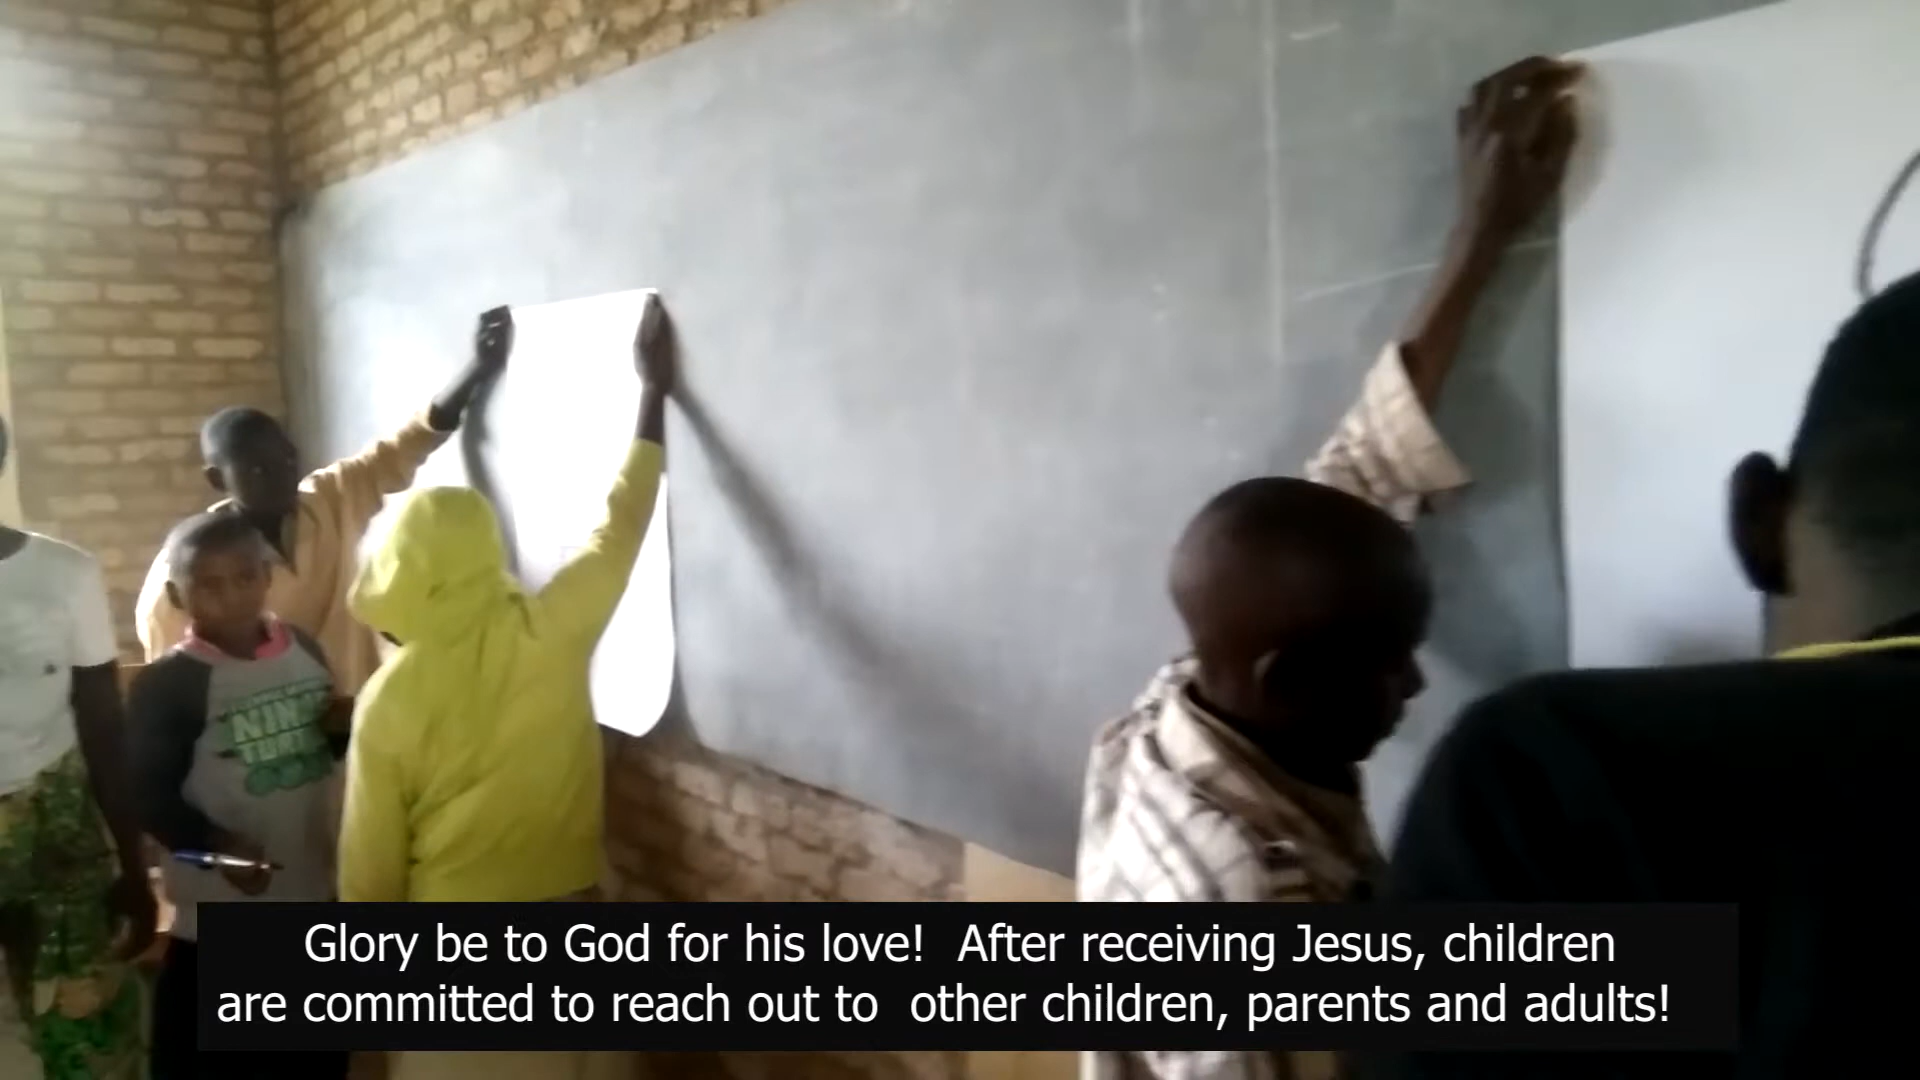 Glory be to God for his love!  After receiving Jesus, children
are committed to reach out to  other children, parents and adults!